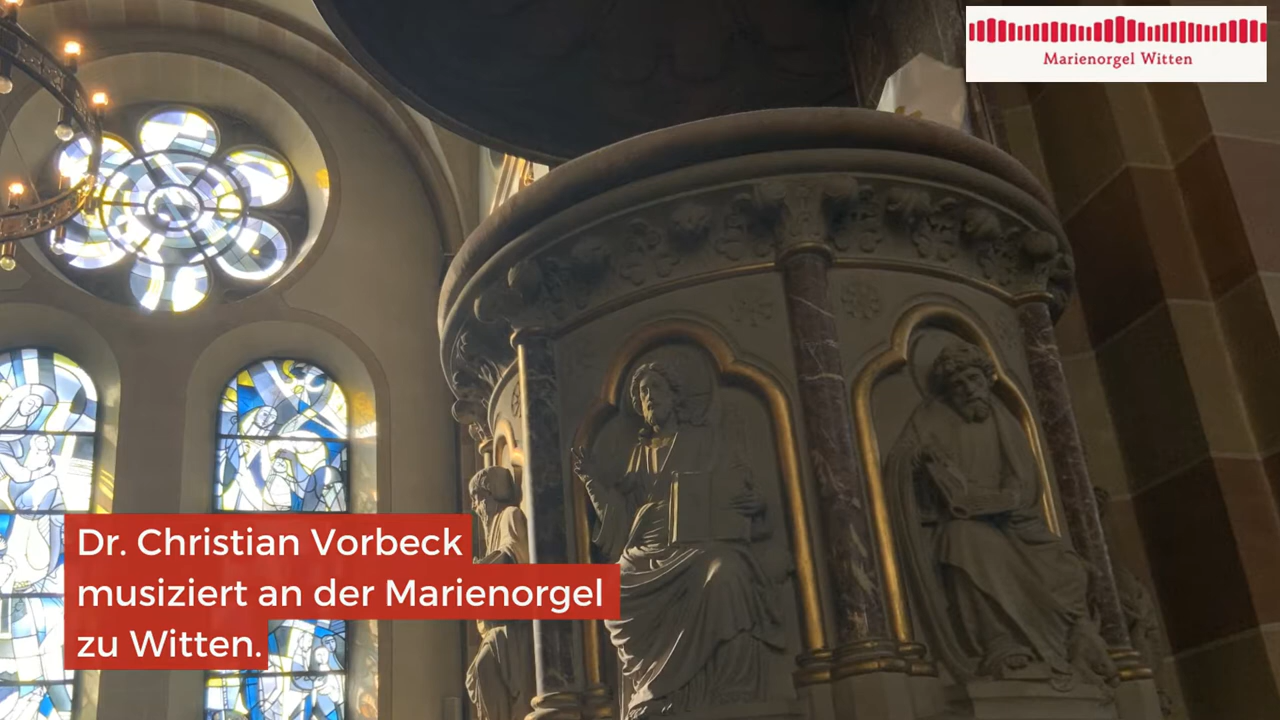 Marienorgel Witten
Dr. Christian Vorbeck
musiziert an der Marienorgel
zu Witten.